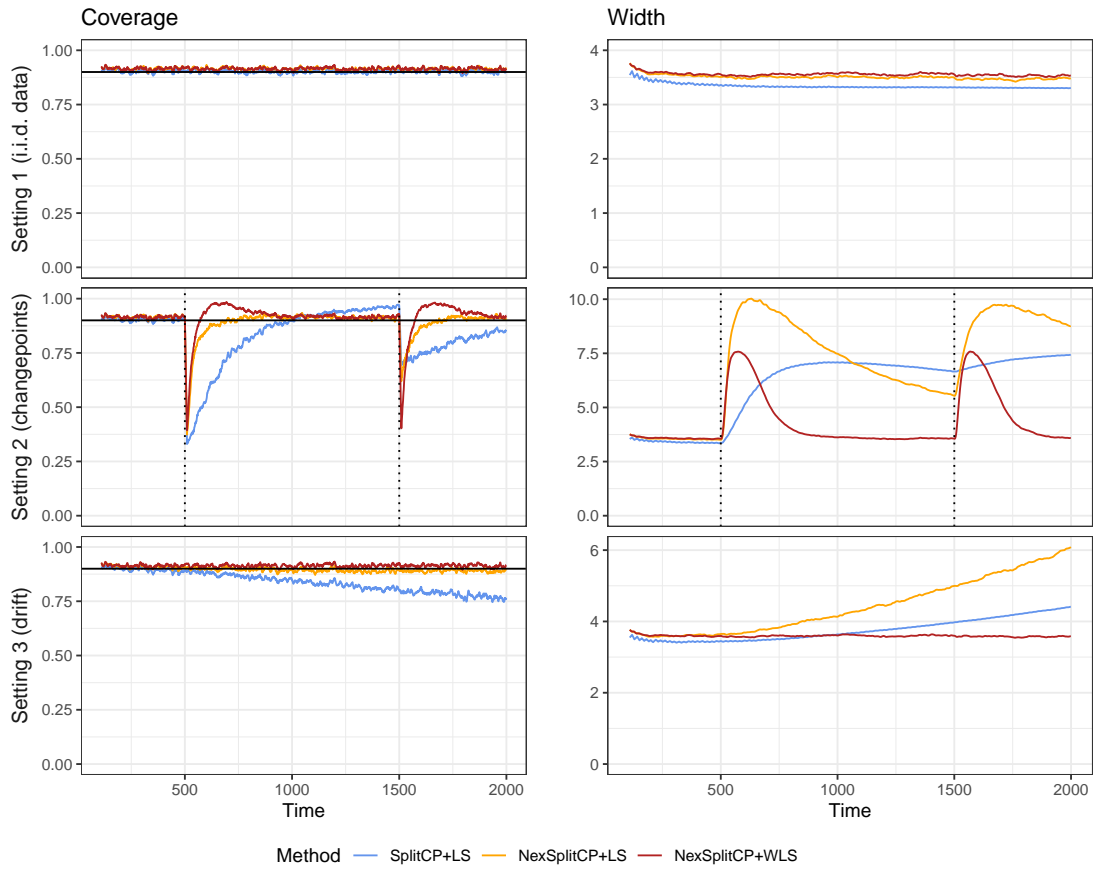 Coverage
Width
Setting 1 (i.i.d. data)
1.00
0.75
0.50
0.25
0.00
4
3
2
1
0
Setting 2 (changepoints)
1.00
0.75
0.50
0.25
0.00
10.0
7.5
5.0
2.5
0.0
Setting 3 (drift)
1.00
0.75
0.50
0.25
0.00
6
4
2
0
500 1000 1500 2000
500 1000 1500 2000
Time
Time
Method SplitCP+LS NexSplitCP+LS NexSplitCP+WLS